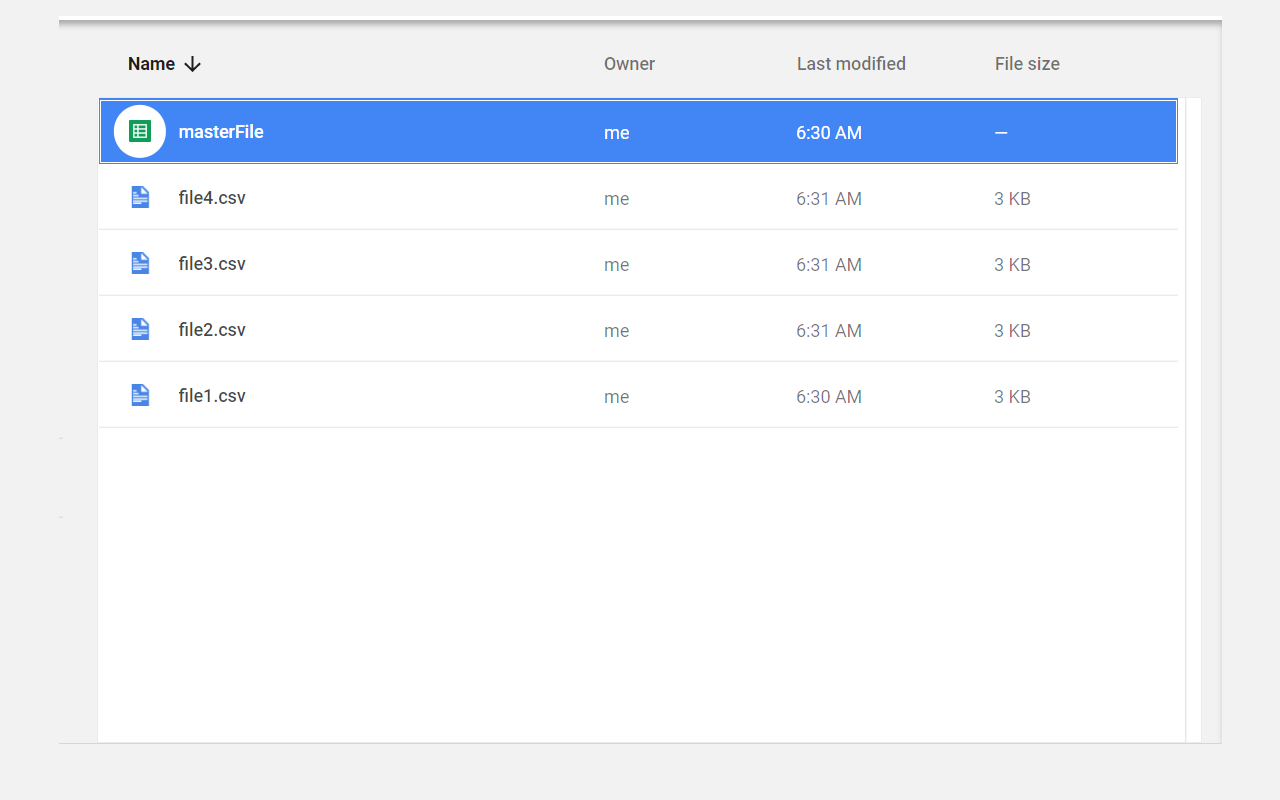 Name Owner Last modified File size
masterFile me 6:30 AM —
file4.csv me 6:31 AM 3 KB
file3.csv me 6:31 AM 3 KB
file2.csv me 6:31 AM 3 KB
file1.csv me 6:30 AM 3 KB